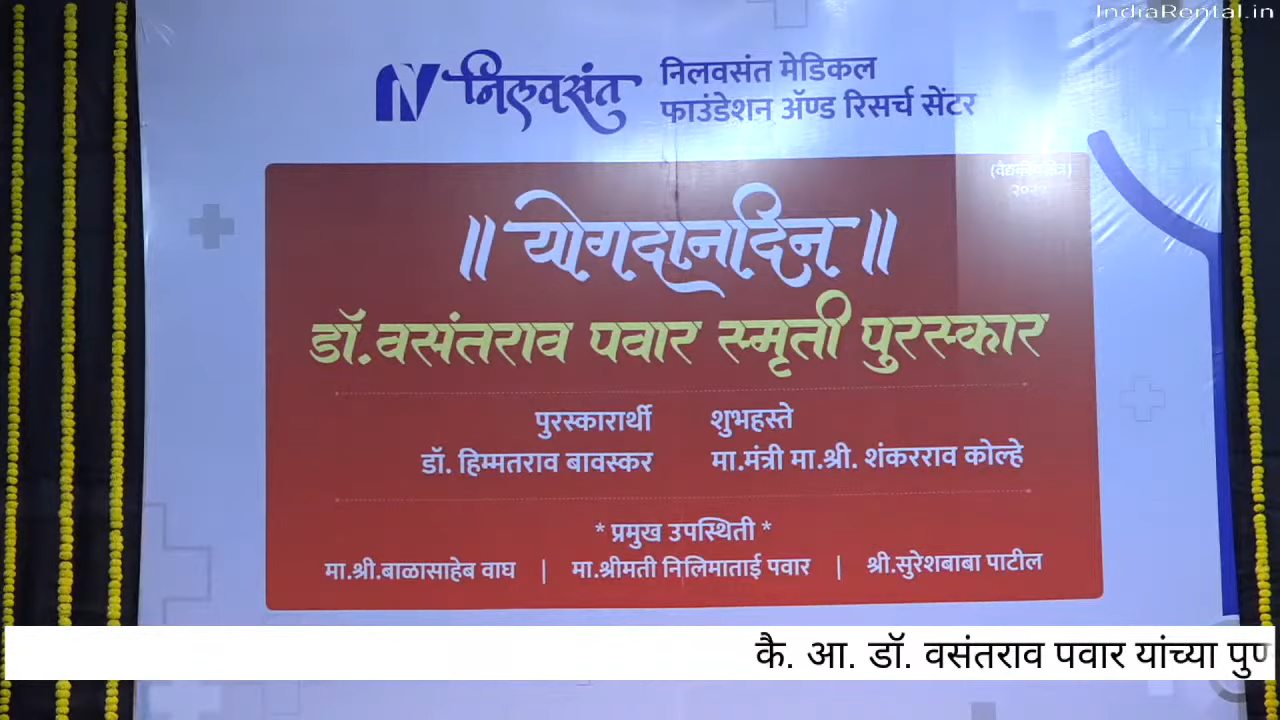 IndiaRental.in
निलवसंत
निलवसंत मेडिकल
फाउंडेशन ॲण्ड रिसर्च सेंटर
॥ योगदानदिन ॥
डॉ. वसंतराव पवार स्मृती पुरस्कार
पुरस्कारार्थी
डॉ. हिम्मतराव बावस्कर
शुभहस्ते
मा.मंत्री मा.श्री. शंकरराव कोल्हे
* प्रमुख उपस्थिती *
मा.श्री.बाळासाहेब वाघ | मा.श्रीमती निलिमाताई पवार | श्री.सुरेशबाबा पाटील
कै. आ. डॉ. वसंतराव पवार यांच्या पुण